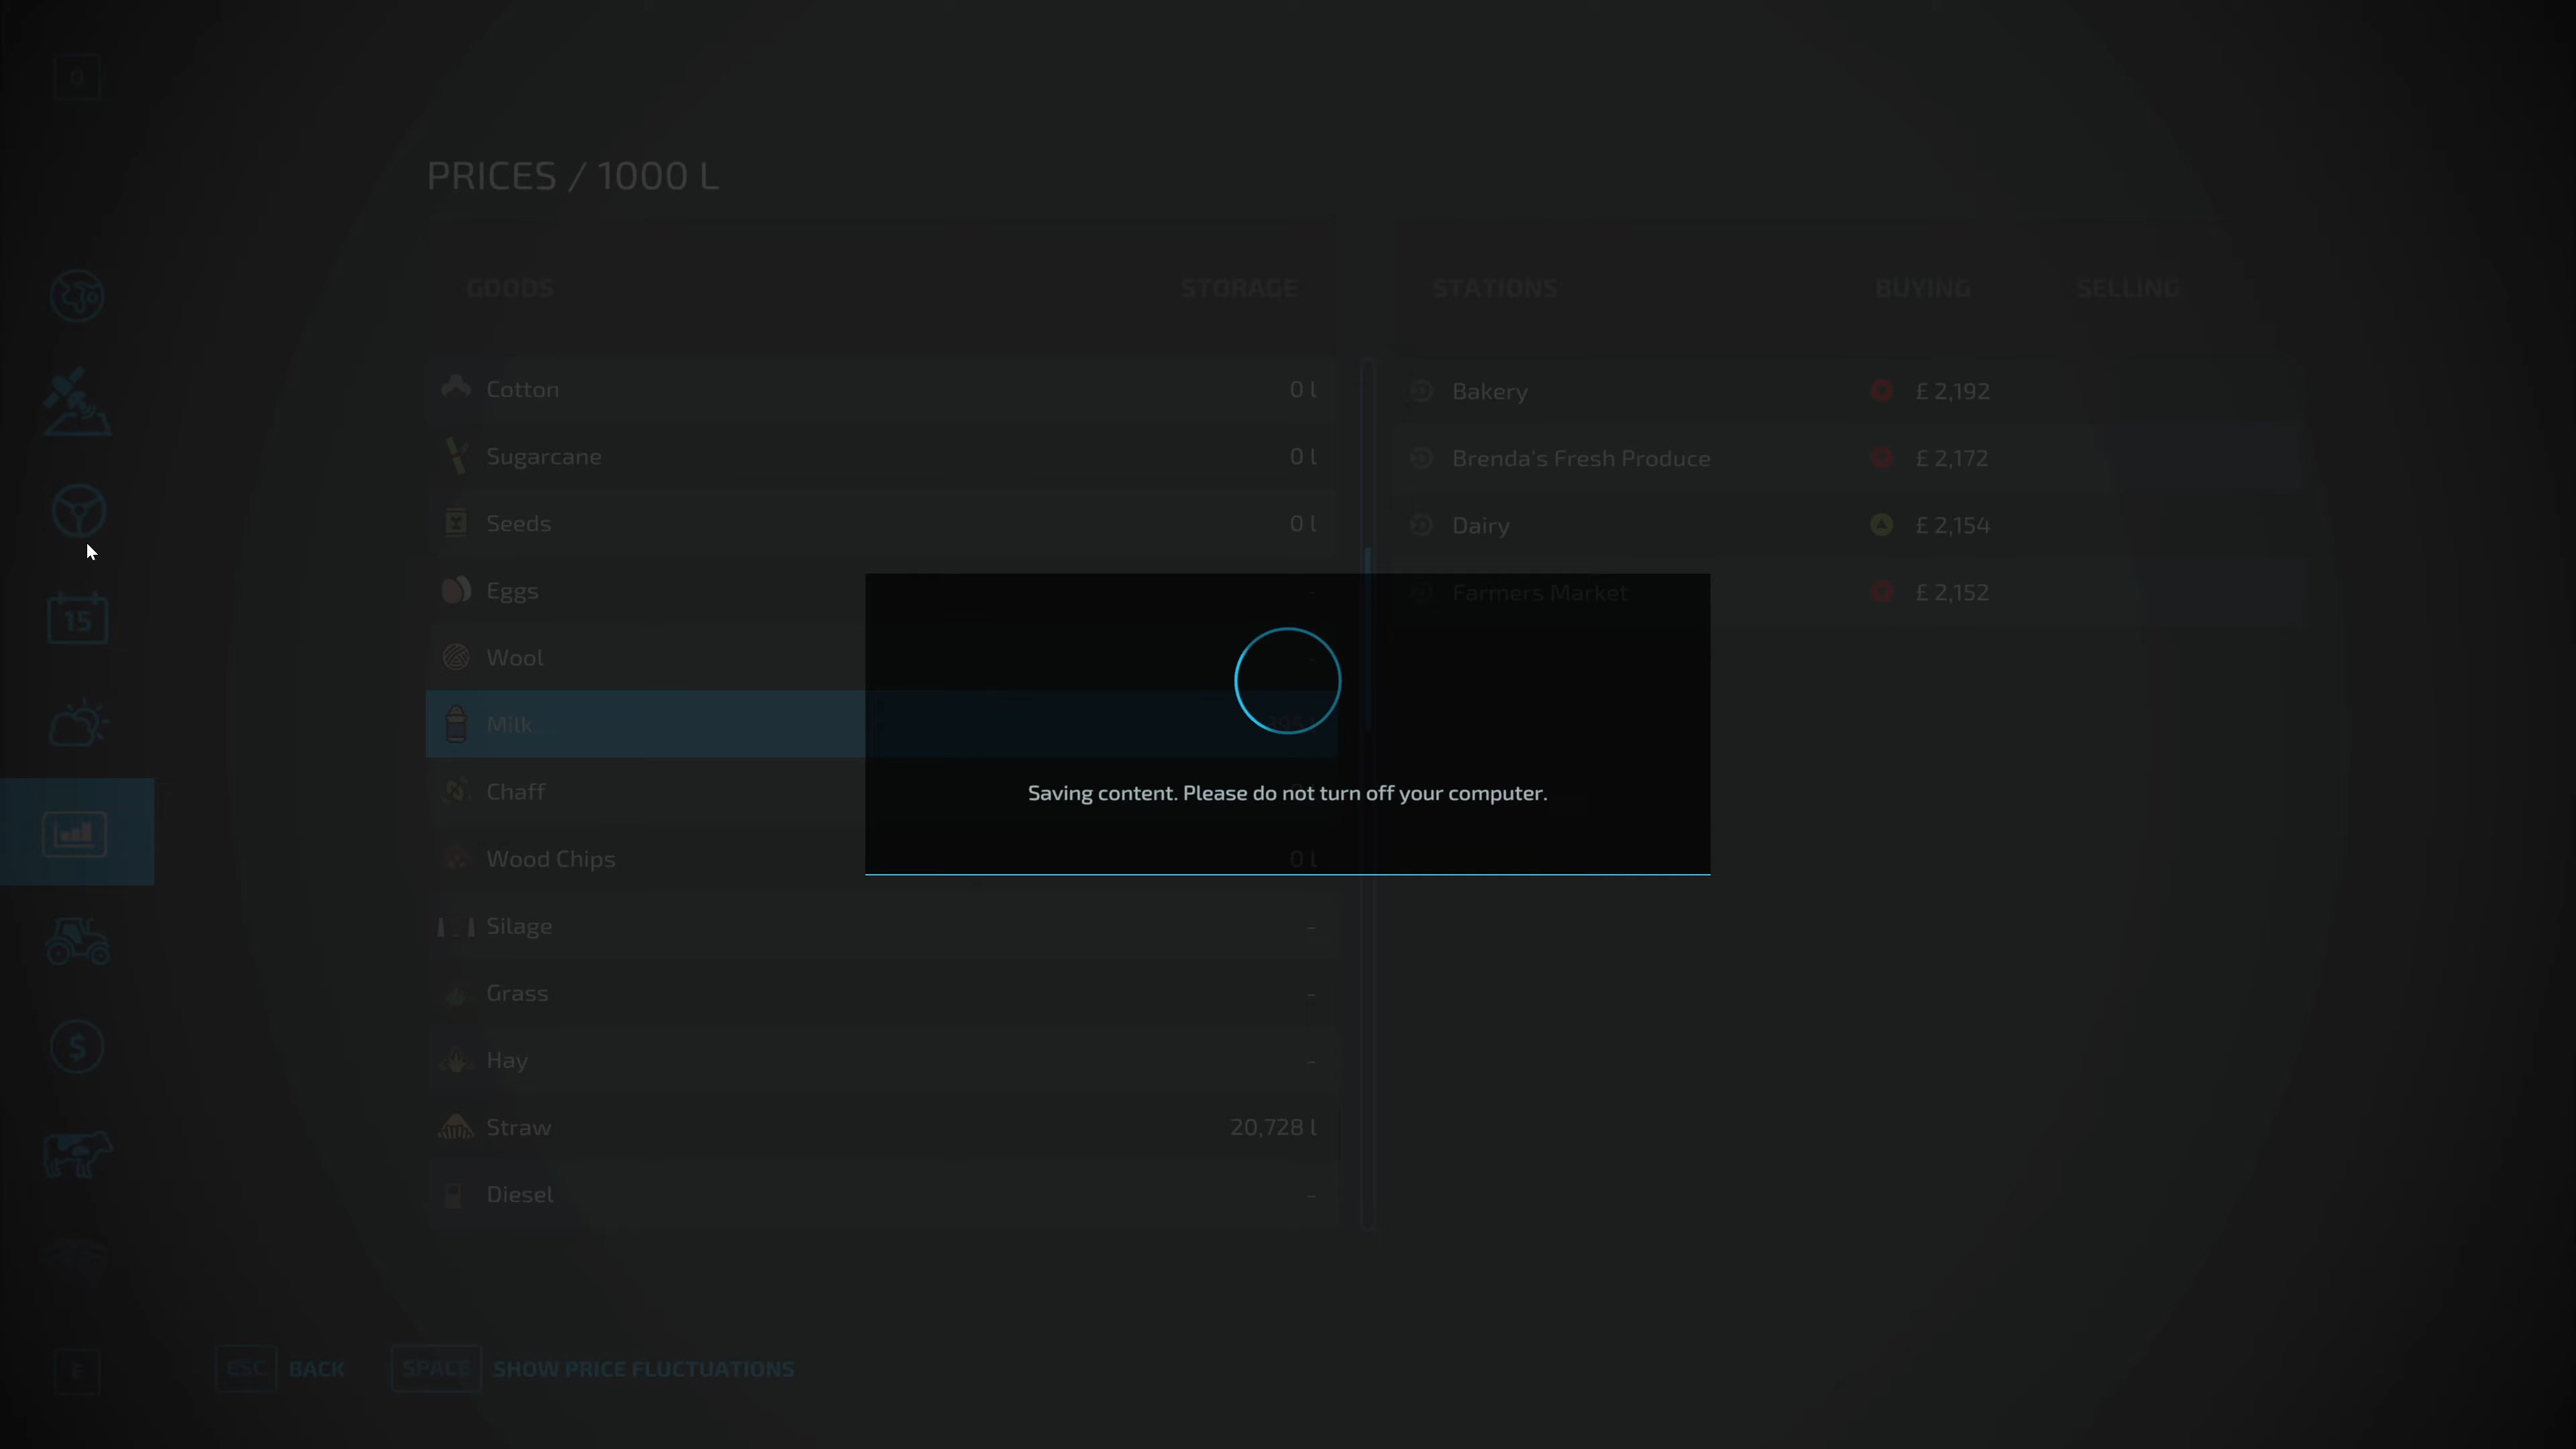 Q
PRICES / 1000 L
GOODS STORAGE
STATIONS BUYING SELLING
Cotton 0 l
Sugarcane 0 l
Seeds 0 l
Eggs -
Wool -
Milk
Chaff
Wood Chips 0 l
Silage -
Grass -
Hay -
Straw 20,728 l
Diesel -
Bakery £ 2,192
Brenda's Fresh Produce £ 2,172
Dairy £ 2,154
Farmers Market £ 2,152
Saving content. Please do not turn off your computer.
15
$
E
ESC BACK SPACE SHOW PRICE FLUCTUATIONS